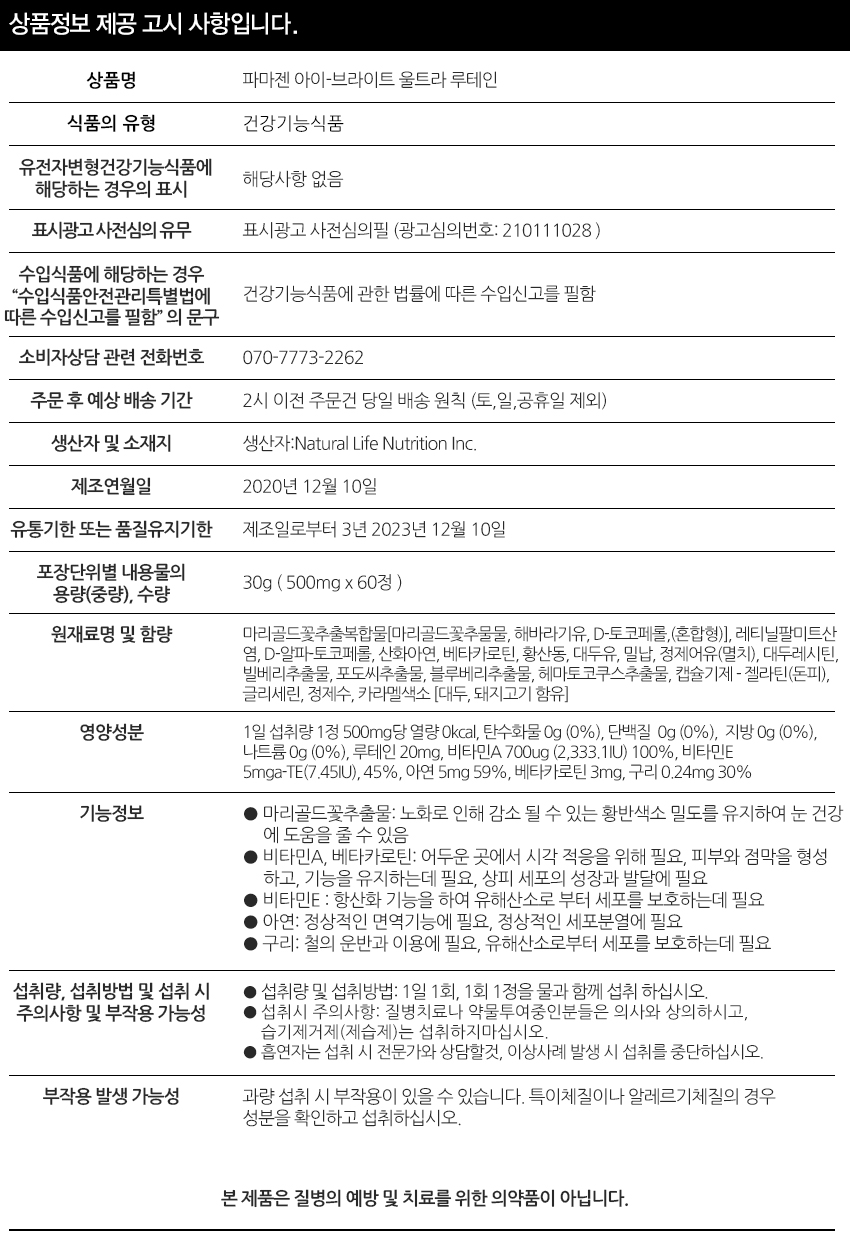 상품정보 제공 고시 사항입니다.
상품명
파마젠 아이-브라이트 울트라 루테인
식품의 유형
건강기능식품
유전자변형건강기능식품에
해당하는 경우의 표시
해당사항 없음
표시광고 사전심의 유무
표시광고 사전심의필 (광고심의번호: 210111028 )
수입식품에 해당하는 경우
“수입식품안전관리특별법에
따른 수입신고를 필함” 의 문구
건강기능식품에 관한 법률에 따른 수입신고를 필함
소비자상담 관련 전화번호
070-7773-2262
주문 후 예상 배송 기간
2시 이전 주문건 당일 배송 원칙 (토,일,공휴일 제외)
생산자 및 소재지
생산자:Natural Life Nutrition Inc.
제조연월일
2020년 12월 10일
유통기한 또는 품질유지기한
제조일로부터 3년 2023년 12월 10일
포장단위별 내용물의
용량(중량), 수량
30g ( 500mg x 60정 )
원재료명 및 함량
마리골드꽃추출복합물[마리골드꽃추물물, 해바라기유, D-토코페롤,(혼합형)], 레티닐팔미트산
염, D-알파-토코페롤, 산화아연, 베타카로틴, 황산동, 대두유, 밀납, 정제어유(멸치), 대두레시틴,
빌베리추출물, 포도씨추출물, 블루베리추출물, 헤마토코쿠스추출물, 캡슐기제 - 젤라틴(돈피),
글리세린, 정제수, 카라멜색소 [대두, 돼지고기 함유]
영양성분
1일 섭취량 1정 500mg당 열량 0kcal, 탄수화물 0g (0%), 단백질 0g (0%), 지방 0g (0%),
나트륨 0g (0%), 루테인 20mg, 비타민A 700ug (2,333.1IU) 100%, 비타민E
5mga-TE(7.45IU), 45%, 아연 5mg 59%, 베타카로틴 3mg, 구리 0.24mg 30%
기능정보
● 마리골드꽃추출물: 노화로 인해 감소 될 수 있는 황반색소 밀도를 유지하여 눈 건강
에 도움을 줄 수 있음
● 비타민A, 베타카로틴: 어두운 곳에서 시각 적응을 위해 필요, 피부와 점막을 형성
하고, 기능을 유지하는데 필요, 상피 세포의 성장과 발달에 필요
● 비타민E : 항산화 기능을 하여 유해산소로 부터 세포를 보호하는데 필요
● 아연: 정상적인 면역기능에 필요, 정상적인 세포분열에 필요
● 구리: 철의 운반과 이용에 필요, 유해산소로부터 세포를 보호하는데 필요
섭취량, 섭취방법 및 섭취 시
주의사항 및 부작용 가능성
● 섭취량 및 섭취방법: 1일 1회, 1회 1정을 물과 함께 섭취 하십시오.
● 섭취시 주의사항: 질병치료나 약물투여중인분들은 의사와 상의하시고,
습기제거제(제습제)는 섭취하지마십시오.
● 흡연자는 섭취 시 전문가와 상담할것, 이상사례 발생 시 섭취를 중단하십시오.
부작용 발생 가능성
과량 섭취 시 부작용이 있을 수 있습니다. 특이체질이나 알레르기체질의 경우
성분을 확인하고 섭취하십시오.
본 제품은 질병의 예방 및 치료를 위한 의약품이 아닙니다.